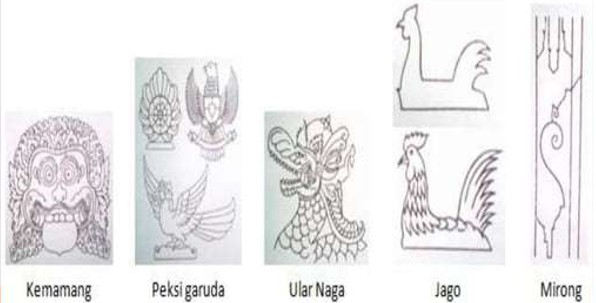 Kemamang
Peksi garuda
Ular Naga
Jago
Mirong